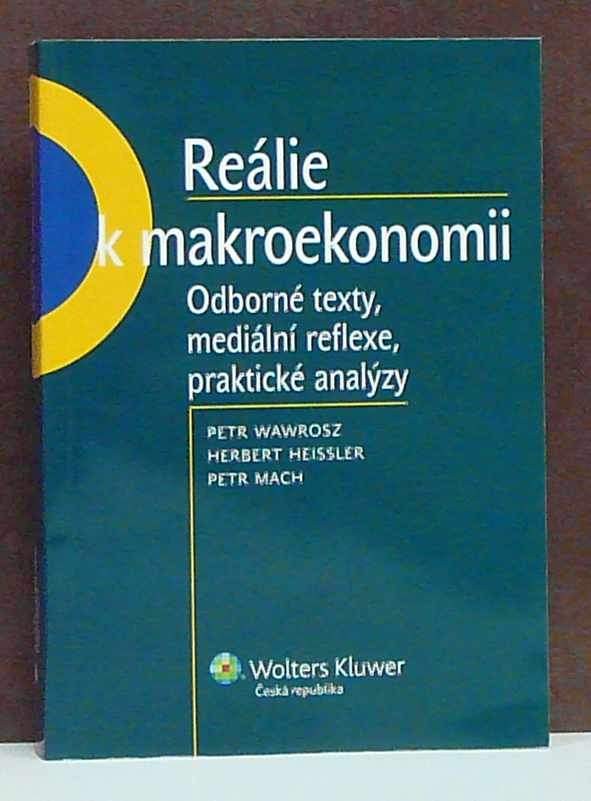 Reálie
k makroekonomii
Odborné texty,
mediální reflexe,
praktické analýzy
PETR WAWROSZ
HERBERT HEISSLER
PETR MACH
Wolters Kluwer
Česká republika